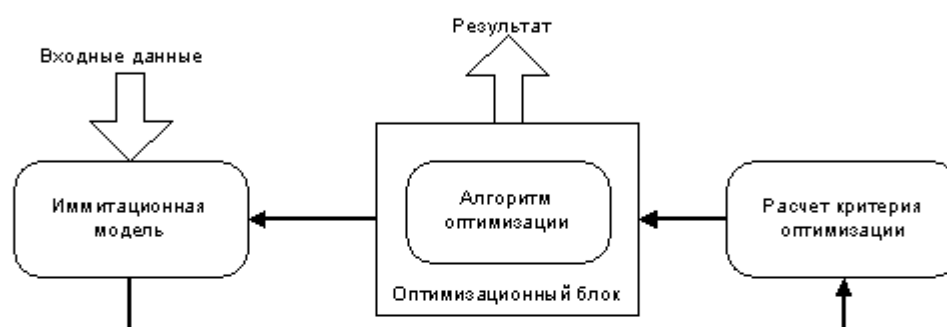 Результат
Входные данные
Иммитационная
модель
Алгоритм
оптимизации
Оптимизационный блок
Расчет критерия
оптимизации